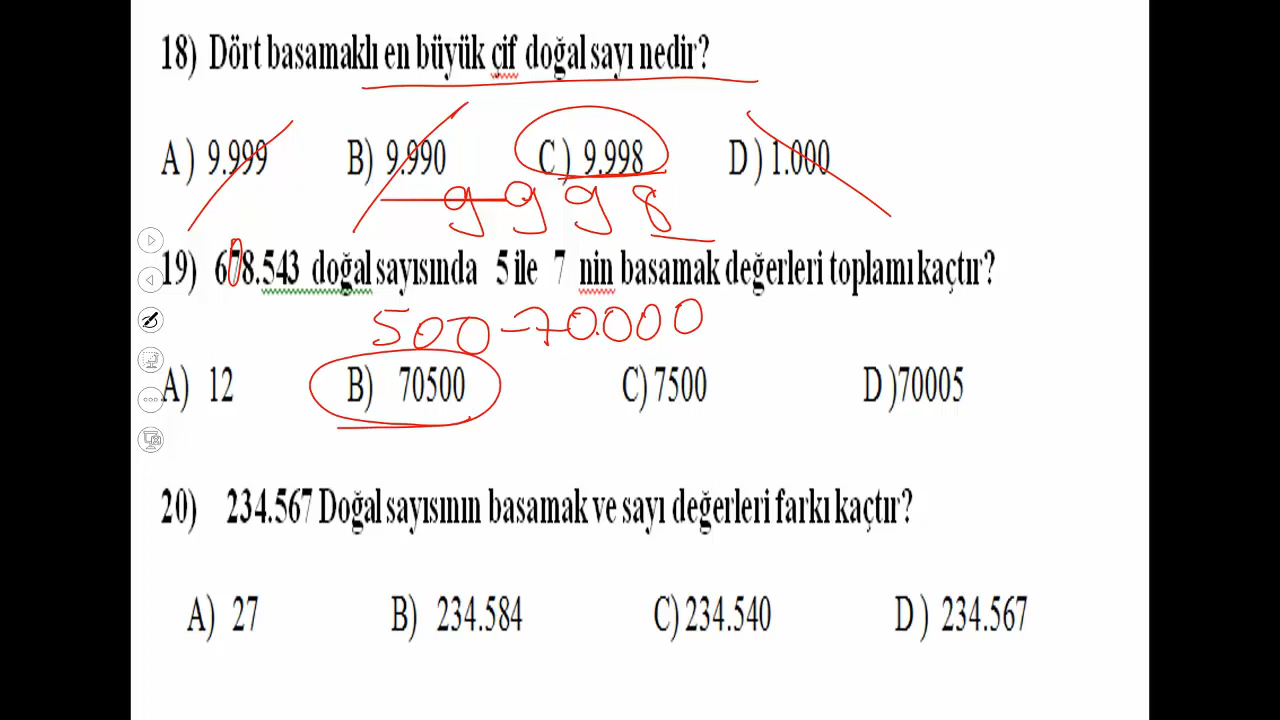 18) Dört basamaklı en büyük çif doğal sayı nedir?
A) 9.999 B) 9.990 C) 9.998 D) 1.000
9998
19) 678.543 doğal sayısında 5 ile 7 nin basamak değerleri toplamı kaçtır?
500-70.000
A) 12 B) 70500 C) 7500 D)70005
20) 234.567 Doğal sayısının basamak ve sayı değerleri farkı kaçtır?
A) 27 B) 234.584 C) 234.540 D) 234.567